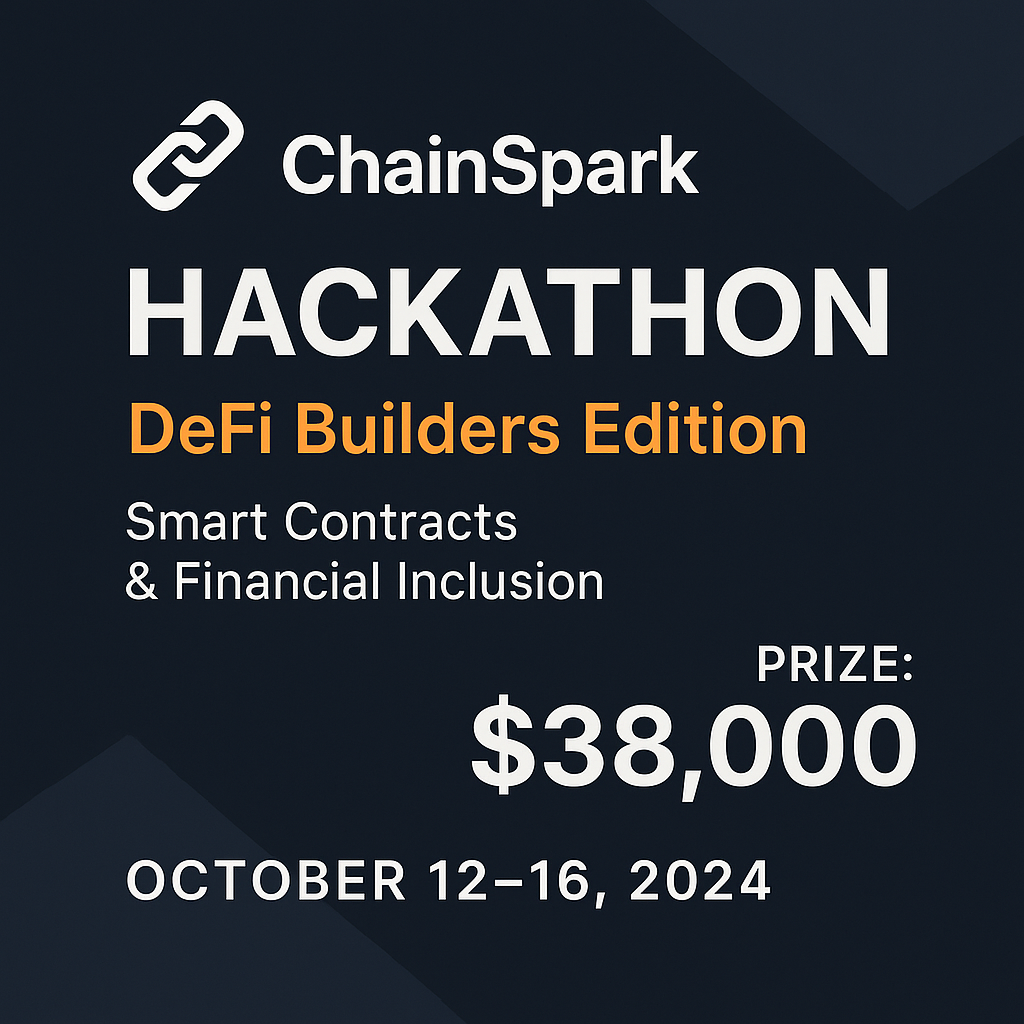 ChainSpark
HACKATHON
DeFi Builders Edition
Smart Contracts
& Financial Inclusion
PRIZE:
$38,000
OCTOBER 12–16, 2024